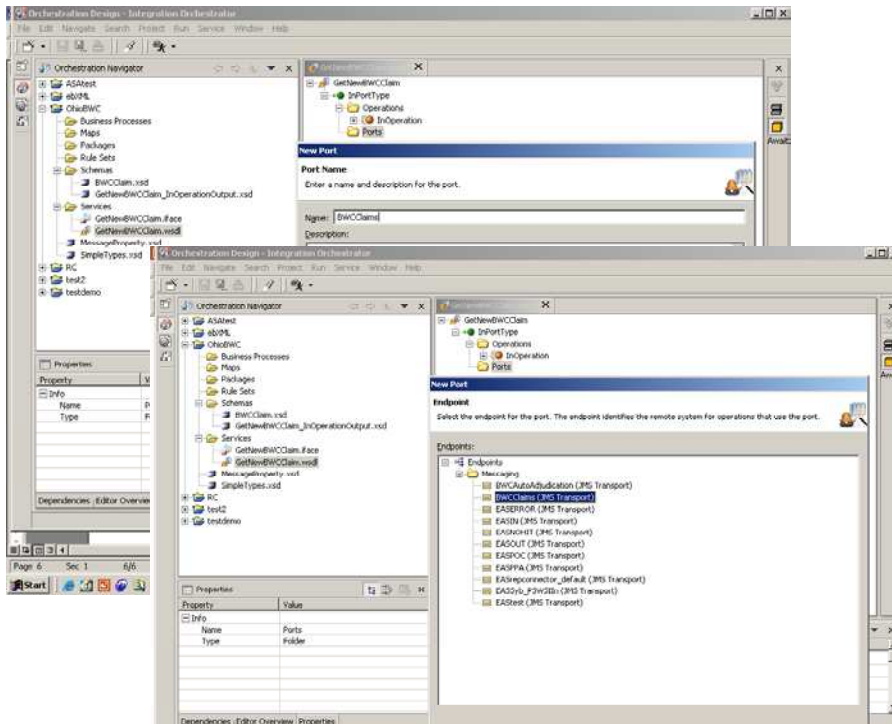 Orchestration Design - Integration Orchestrator
File Edit Navigate Search Project Run Service Window Help
Orchestration Navigator
ASAtest
ebXML
OhioBWC
Business Processes
Maps
Packages
Rule Sets
Schemas
BWCClaim.xsd
GetNewBWCClaim_InOperationOutput.xsd
Services
GetNewBWCClaim.iface
GetNewBWCClaim.wsdl
MessageProperty.xsd
SimpleTypes.xsd
RC
test2
testdemo
GetNewBWCClaim
InPortType
Operations
InOperation
Ports
New Port
Port Name
Enter a name and description for the port.
Name: BWCClaims
Description:
Properties
Property
Info
Name
Type
Dependencies Editor Overview
Page 6 Sec 1 6/6
Start
Orchestration Design - Integration Orchestrator
File Edit Navigate Search Project Run Service Window Help
Orchestration Navigator
ASAtest
ebXML
OhioBWC
Business Processes
Maps
Packages
Rule Sets
Schemas
BWCClaim.xsd
GetNewBWCClaim_InOperationOutput.xsd
Services
GetNewBWCClaim.iface
GetNewBWCClaim.wsdl
MessageProperty.xsd
SimpleTypes.xsd
RC
test2
testdemo
GetNewBWCClaim
InPortType
Operations
InOperation
Ports
New Port
Endpoint
Select the endpoint for the port. The endpoint identifies the remote system for operations that use the port.
Endpoints:
Endpoints
Messaging
BWCAutoAdjudication (JMS Transport)
BWCClaims (JMS Transport)
EASERROR (JMS Transport)
EASIN (JMS Transport)
EASNOHIT (JMS Transport)
EASOUT (JMS Transport)
EASPOC (JMS Transport)
EASPPA (JMS Transport)
EASrepconnector_default (JMS Transport)
(JMS Transport)
EAStest (JMS Transport)
Properties
Property Value
Info
Name Ports
Type Folder
Dependencies Editor Overview Properties